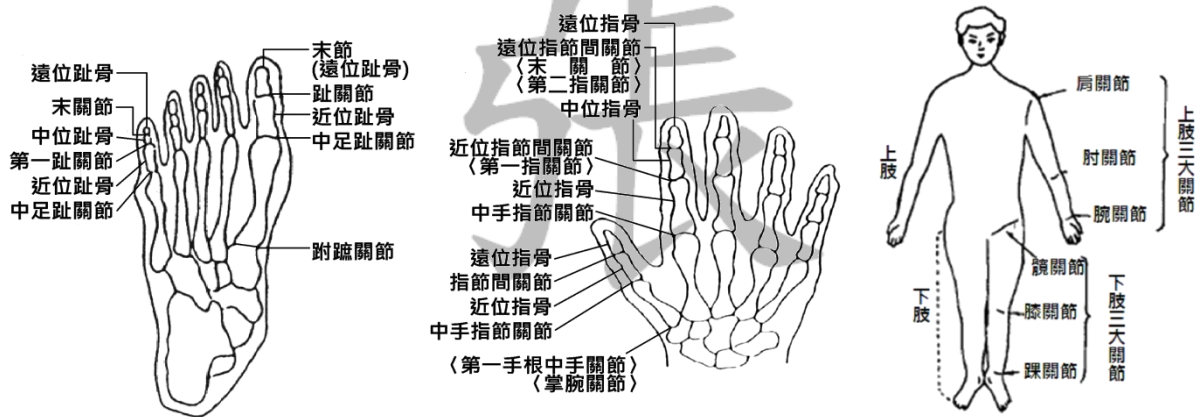 末節
(遠位趾骨)
趾關節
近位趾骨
中足趾關節
跗蹠關節
遠位趾骨
末關節
中位趾骨
第一趾關節
近位趾骨
中足趾關節
張
遠位指骨
遠位指節間關節
〈末關節〉
〈第二指關節〉
中位指骨
近位指節間關節
〈第一指關節〉
近位指骨
中手指節關節
遠位指骨
指節間關節
近位指骨
中手指節關節
〈第一手根中手關節〉
〈掌腕關節〉
上肢
肩關節
肘關節
腕關節
上肢三大關節
下肢
髖關節
膝關節
踝關節
下肢三大關節